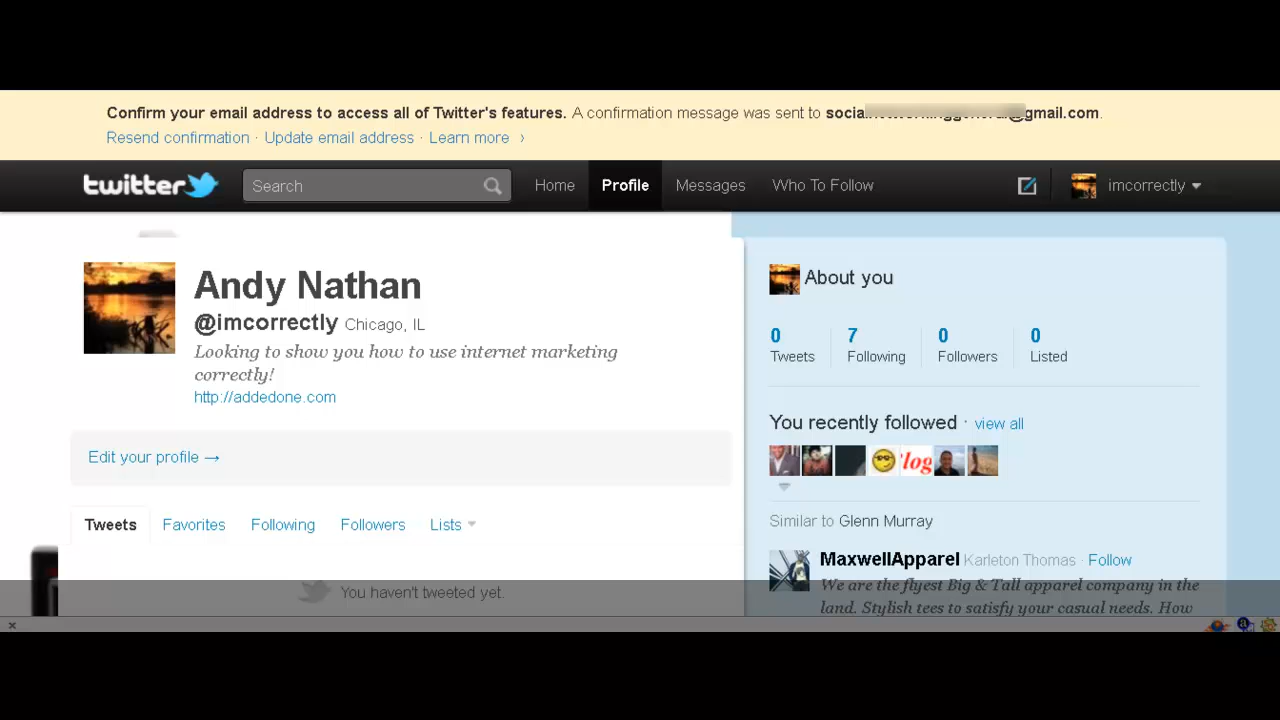 Confirm your email address to access all of Twitter's features. A confirmation message was sent to
Resend confirmation · Update email address · Learn more ›
twitter Search Home Profile Messages Who To Follow imcorrectly
Andy Nathan
@imcorrectly Chicago, IL
Looking to show you how to use internet marketing
correctly!
http://addedone.com
Edit your profile →
Tweets Favorites Following Followers Lists
You haven't tweeted yet.
About you
0 7 0 0
Tweets Following Followers Listed
You recently followed · view all
log
Similar to Glenn Murray
MaxwellApparel Karleton Thomas · Follow
We are the flyest Big & Tall apparel company in the
land. Stylish tees to satisfy your casual needs. How